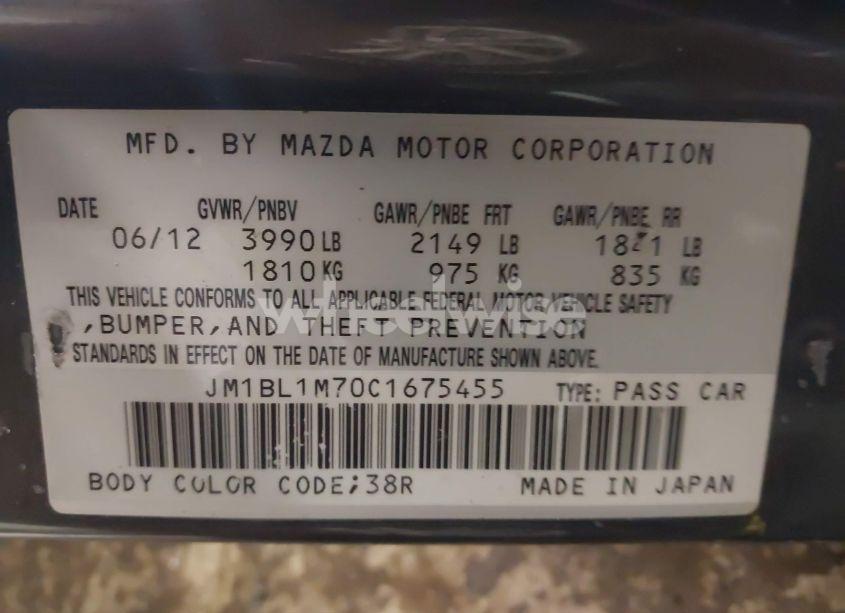 MFD. BY MAZDA MOTOR CORPORATION
DATE GVWR/PNBV GAWR/PNBE FRT GAWR/PNBE RR
06/12 3990 LB 2149 LB 1821 LB
1810 KG 975 KG 835 KG
THIS VEHICLE CONFORMS TO ALL APPLICABLE FEDERAL MOTOR VEHICLE SAFETY
,BUMPER,AND THEFT PREVENTION
STANDARDS IN EFFECT ON THE DATE OF MANUFACTURE SHOWN ABOVE.
JM1BL1M70C1675455 TYPE: PASS CAR
BODY COLOR CODE;38R MADE IN JAPAN